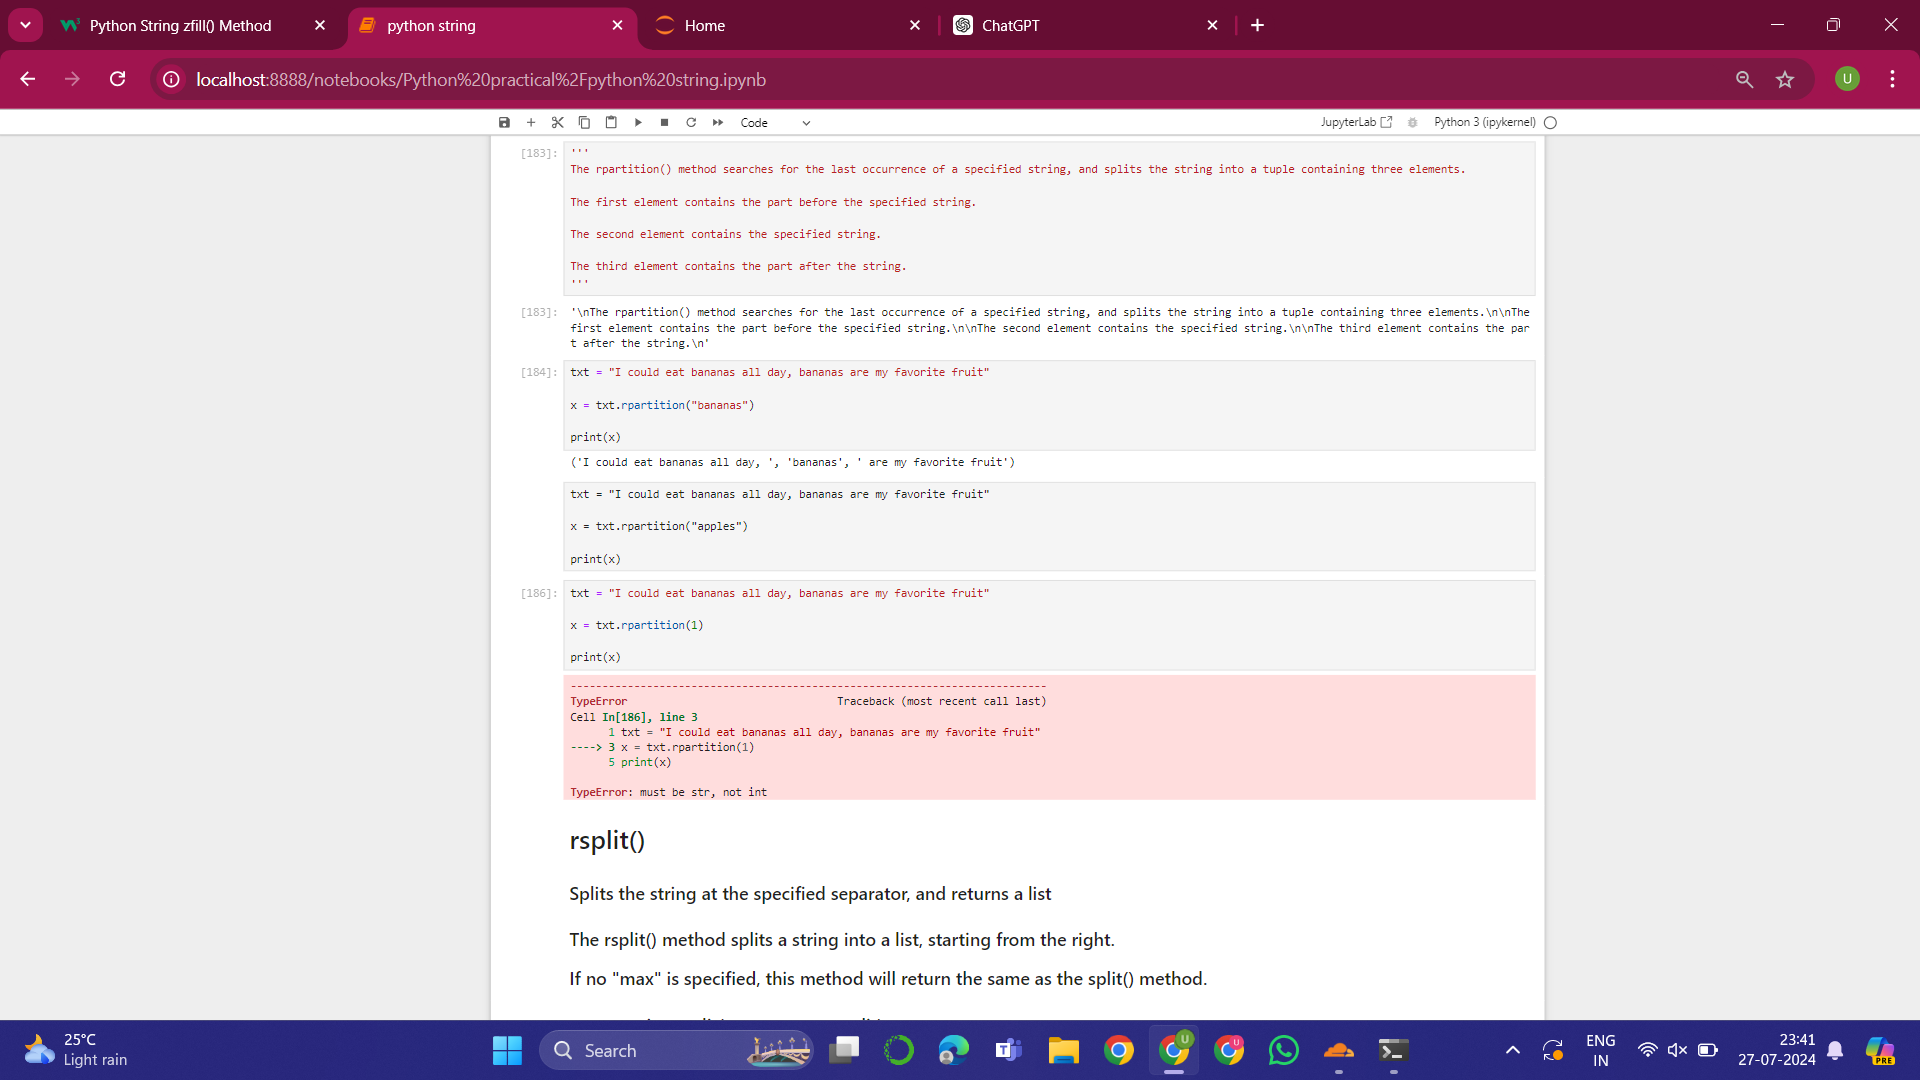 Python String zfill() Method
python string
Home
ChatGPT
localhost:8888/notebooks/Python%20practical%2Fpython%20string.ipynb
U
Code
JupyterLab
Python 3 (ipykernel)
[183]:
'''
The rpartition() method searches for the last occurrence of a specified string, and splits the string into a tuple containing three elements.
The first element contains the part before the specified string.
The second element contains the specified string.
The third element contains the part after the string.
'''
[183]:
'\nThe rpartition() method searches for the last occurrence of a specified string, and splits the string into a tuple containing three elements.\n\nThe
first element contains the part before the specified string.\n\nThe second element contains the specified string.\n\nThe third element contains the par
t after the string.\n'
[184]:
txt = "I could eat bananas all day, bananas are my favorite fruit"
x = txt.rpartition("bananas")
print(x)
('I could eat bananas all day, ', 'bananas', ' are my favorite fruit')
txt = "I could eat bananas all day, bananas are my favorite fruit"
x = txt.rpartition("apples")
print(x)
[186]:
txt = "I could eat bananas all day, bananas are my favorite fruit"
x = txt.rpartition(1)
print(x)
---------------------------------------------------------------------------
TypeError                                 Traceback (most recent call last)
Cell In[186], line 3
1 txt = "I could eat bananas all day, bananas are my favorite fruit"
----> 3 x = txt.rpartition(1)
5 print(x)
TypeError: must be str, not int
rsplit()
Splits the string at the specified separator, and returns a list
The rsplit() method splits a string into a list, starting from the right.
If no "max" is specified, this method will return the same as the split() method.
25°C
Light rain
Search
U
U
ENG
IN
23:41
27-07-2024
PRE